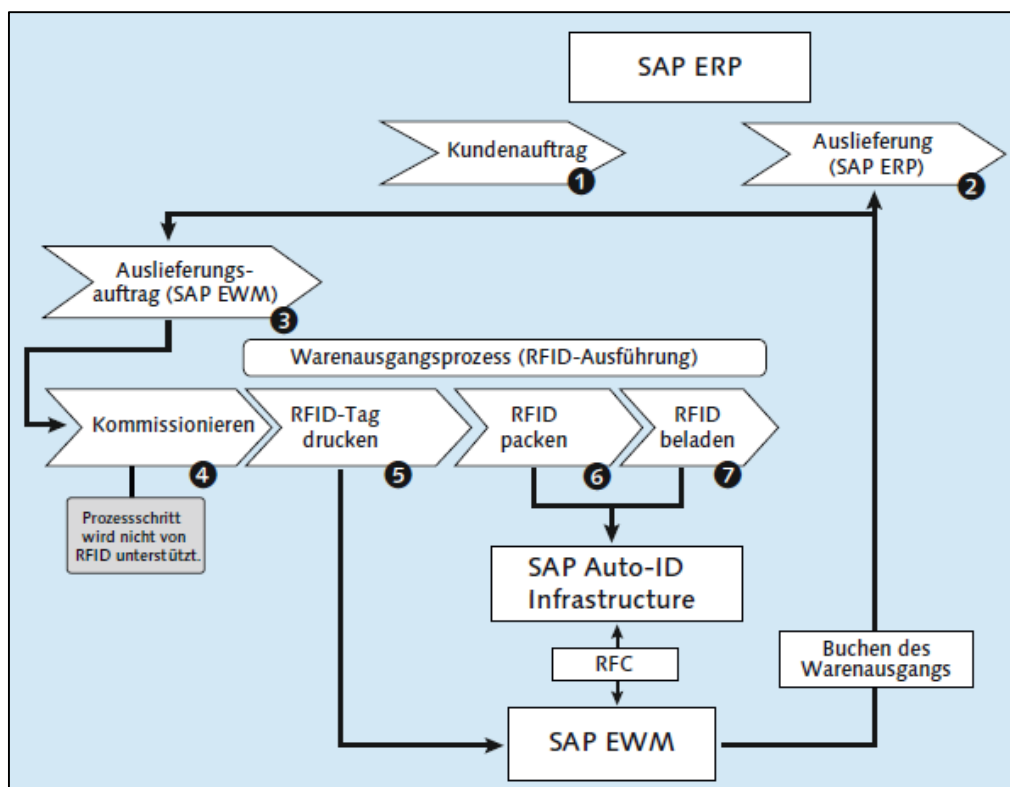 SAP ERP
Kundenauftrag
1
Auslieferung
(SAP ERP)
2
Auslieferungs-
auftrag (SAP EWM)
3
Warenausgangsprozess (RFID-Ausführung)
Kommissionieren
4
RFID-Tag
drucken
5
RFID
packen
6
RFID
beladen
7
Prozessschritt
wird nicht von
RFID unterstützt.
SAP Auto-ID
Infrastructure
RFC
Buchen des
Warenausgangs
SAP EWM